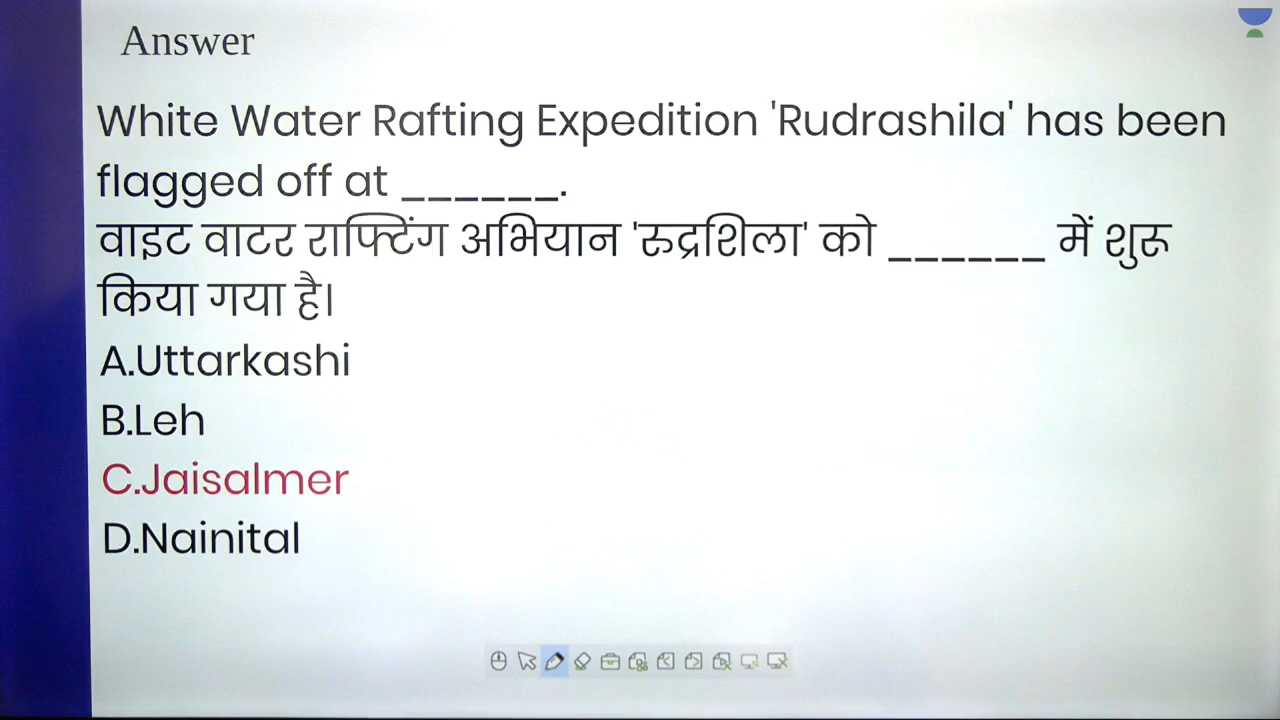 Answer
White Water Rafting Expedition 'Rudrashila' has been
flagged off at ______.
वाइट वाटर राफ्टिंग अभियान 'रुद्रशिला' को ______ में शुरू
किया गया है।
A.Uttarkashi
B.Leh
C.Jaisalmer
D.Nainital